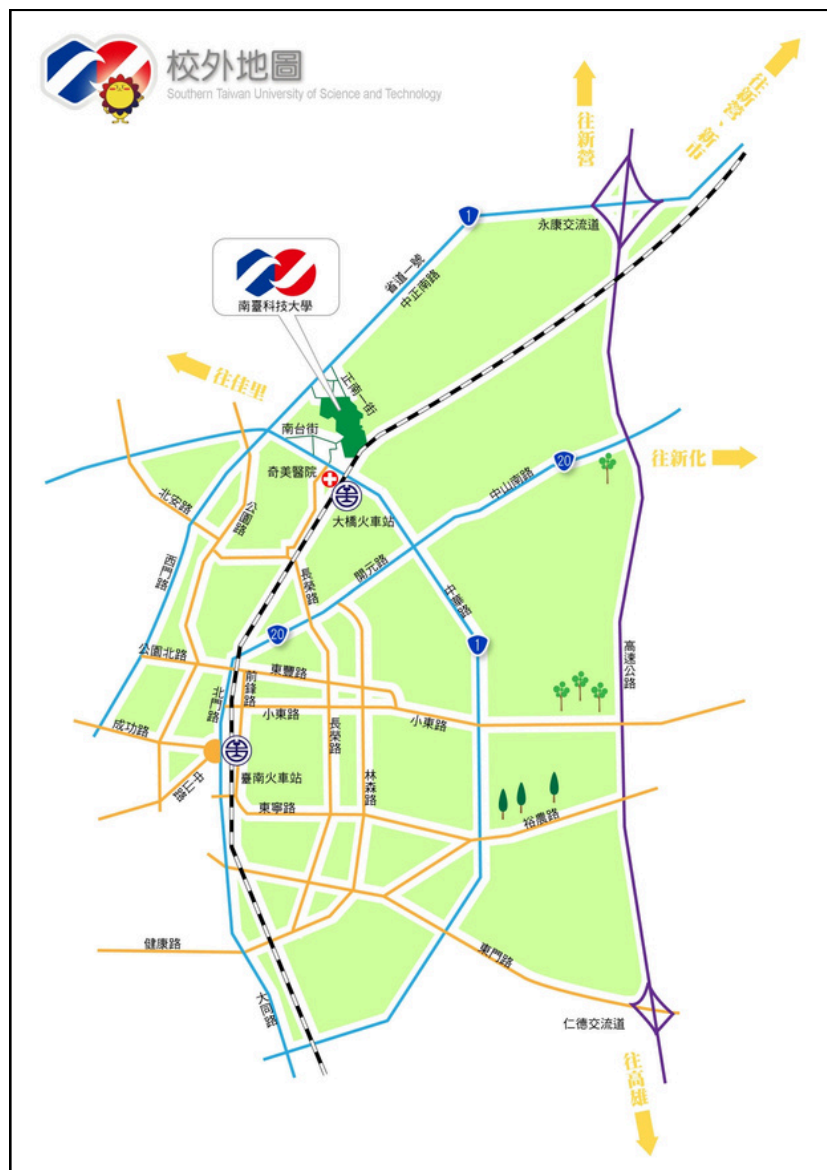 校外地圖
Southern Taiwan University of Science and Technology
往新營
往新營、新市
1
永康交流道
省道一號
中正南路
南臺科技大學
往佳里
正南一街
南台街
奇美醫院
大橋火車站
中山南路
20
往新化
北安路
公園路
西門路
長榮路
開元路
中華路
20
1
高速公路
公園北路
東豐路
北門路
前鋒路
小東路
小東路
成功路
長榮路
中山路
臺南火車站
林森路
東寧路
裕農路
健康路
東門路
大同路
仁德交流道
往高雄